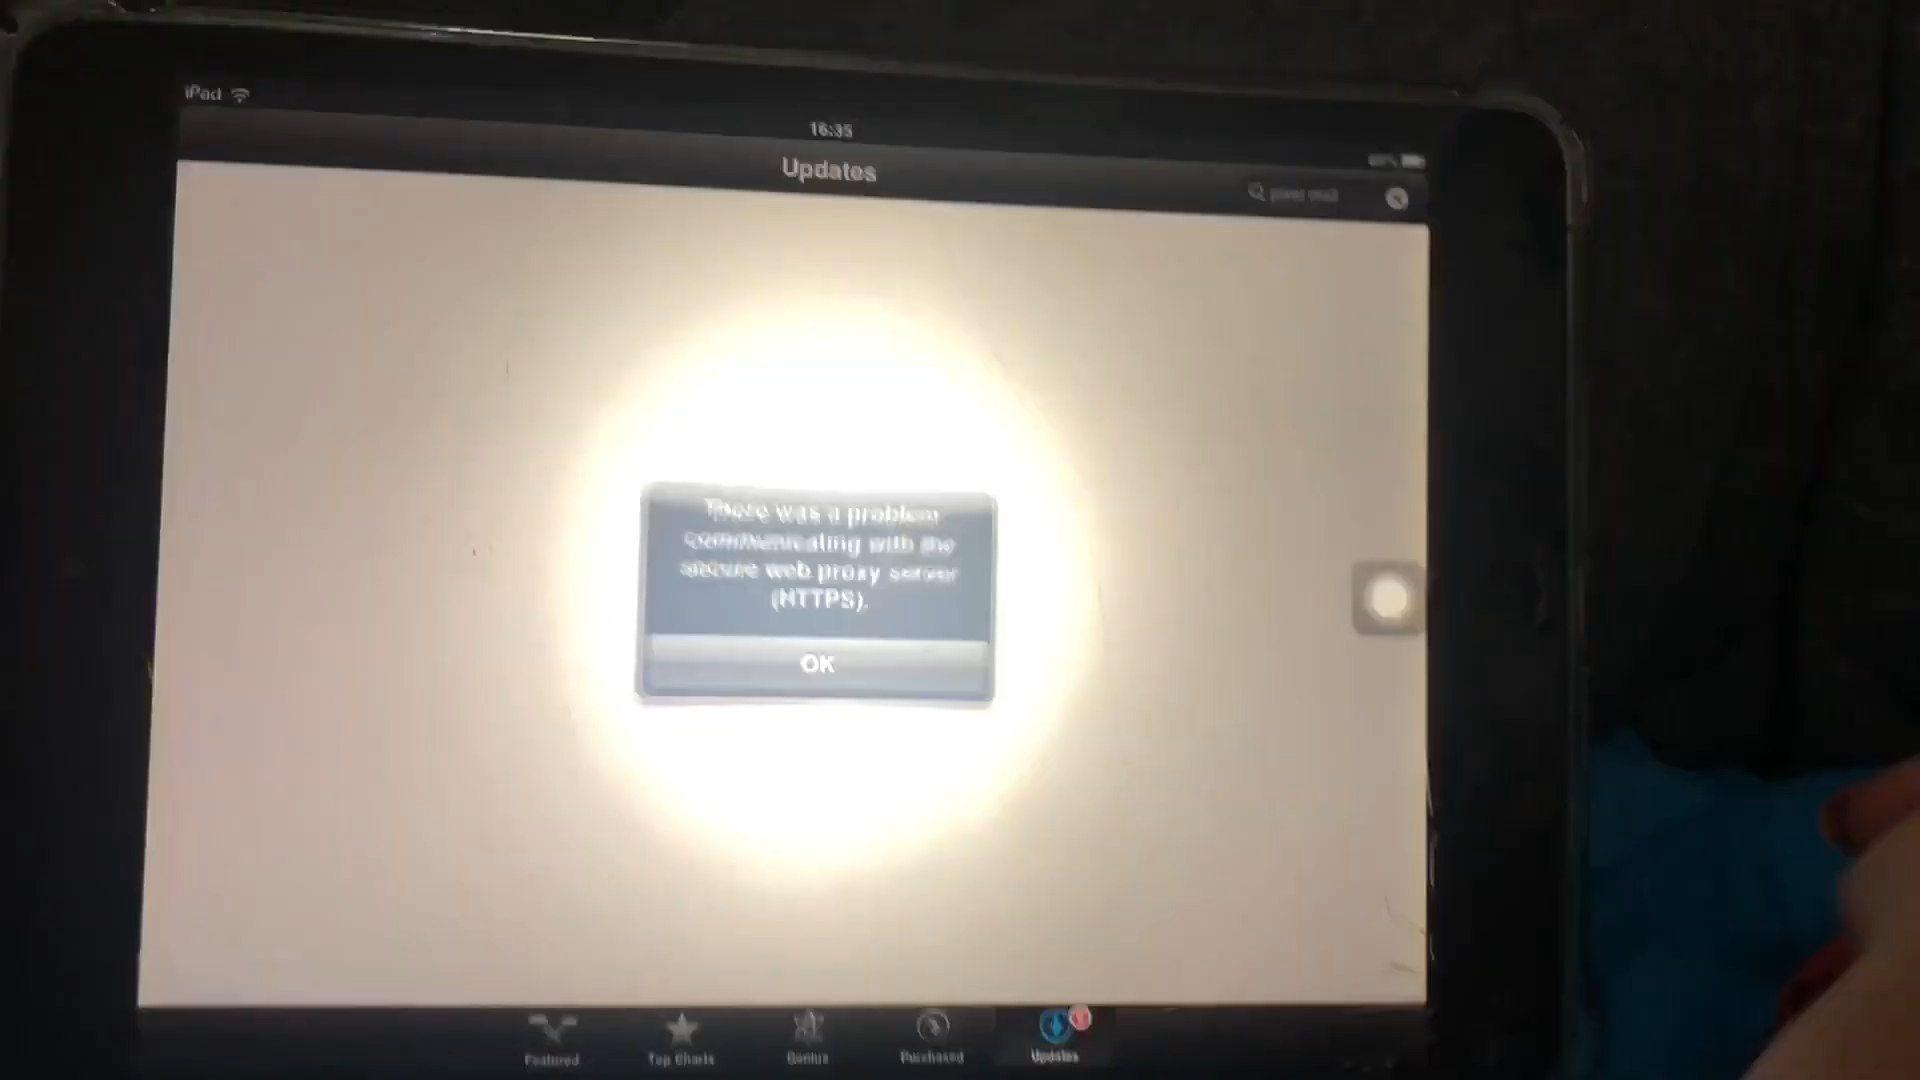 iPad
16:35
Updates
There was a problem
communicating with the
secure web proxy server
(HTTPS).
OK
Featured
Top Charts
Genius
Purchased
Updates